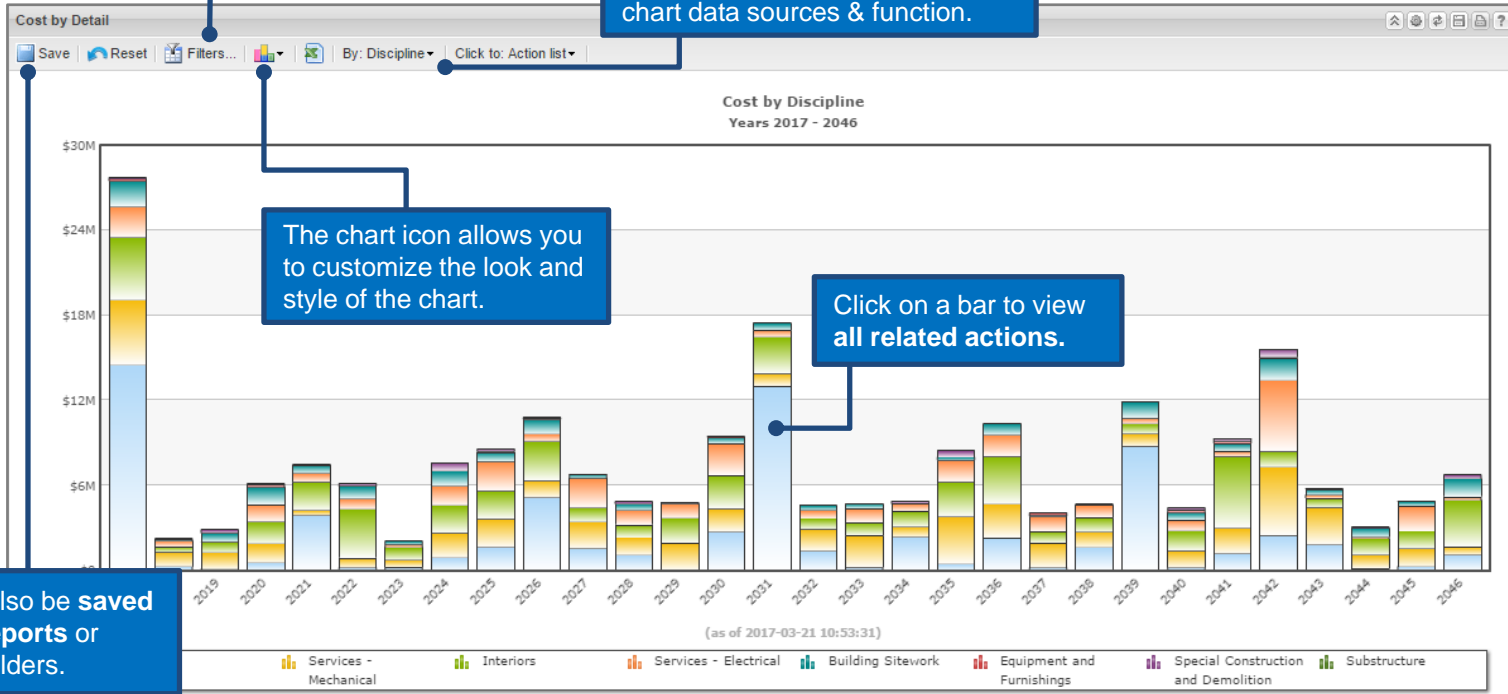 chart data sources & function.
Cost by Detail
Save Reset Filters... By: Discipline Click to: Action list
Cost by Discipline
Years 2017 - 2046
$30M
$24M
$18M
$12M
$6M
The chart icon allows you
to customize the look and
style of the chart.
Click on a bar to view
all related actions.
2019 2020 2021 2022 2023 2024 2025 2026 2027 2028 2029 2030 2031 2032 2033 2034 2035 2036 2037 2038 2039 2040 2041 2042 2043 2044 2045 2046
lso be saved
ports or
lders.
(as of 2017-03-21 10:53:31)
Services -
Mechanical
Interiors
Services - Electrical
Building Sitework
Equipment and
Furnishings
Special Construction
and Demolition
Substructure